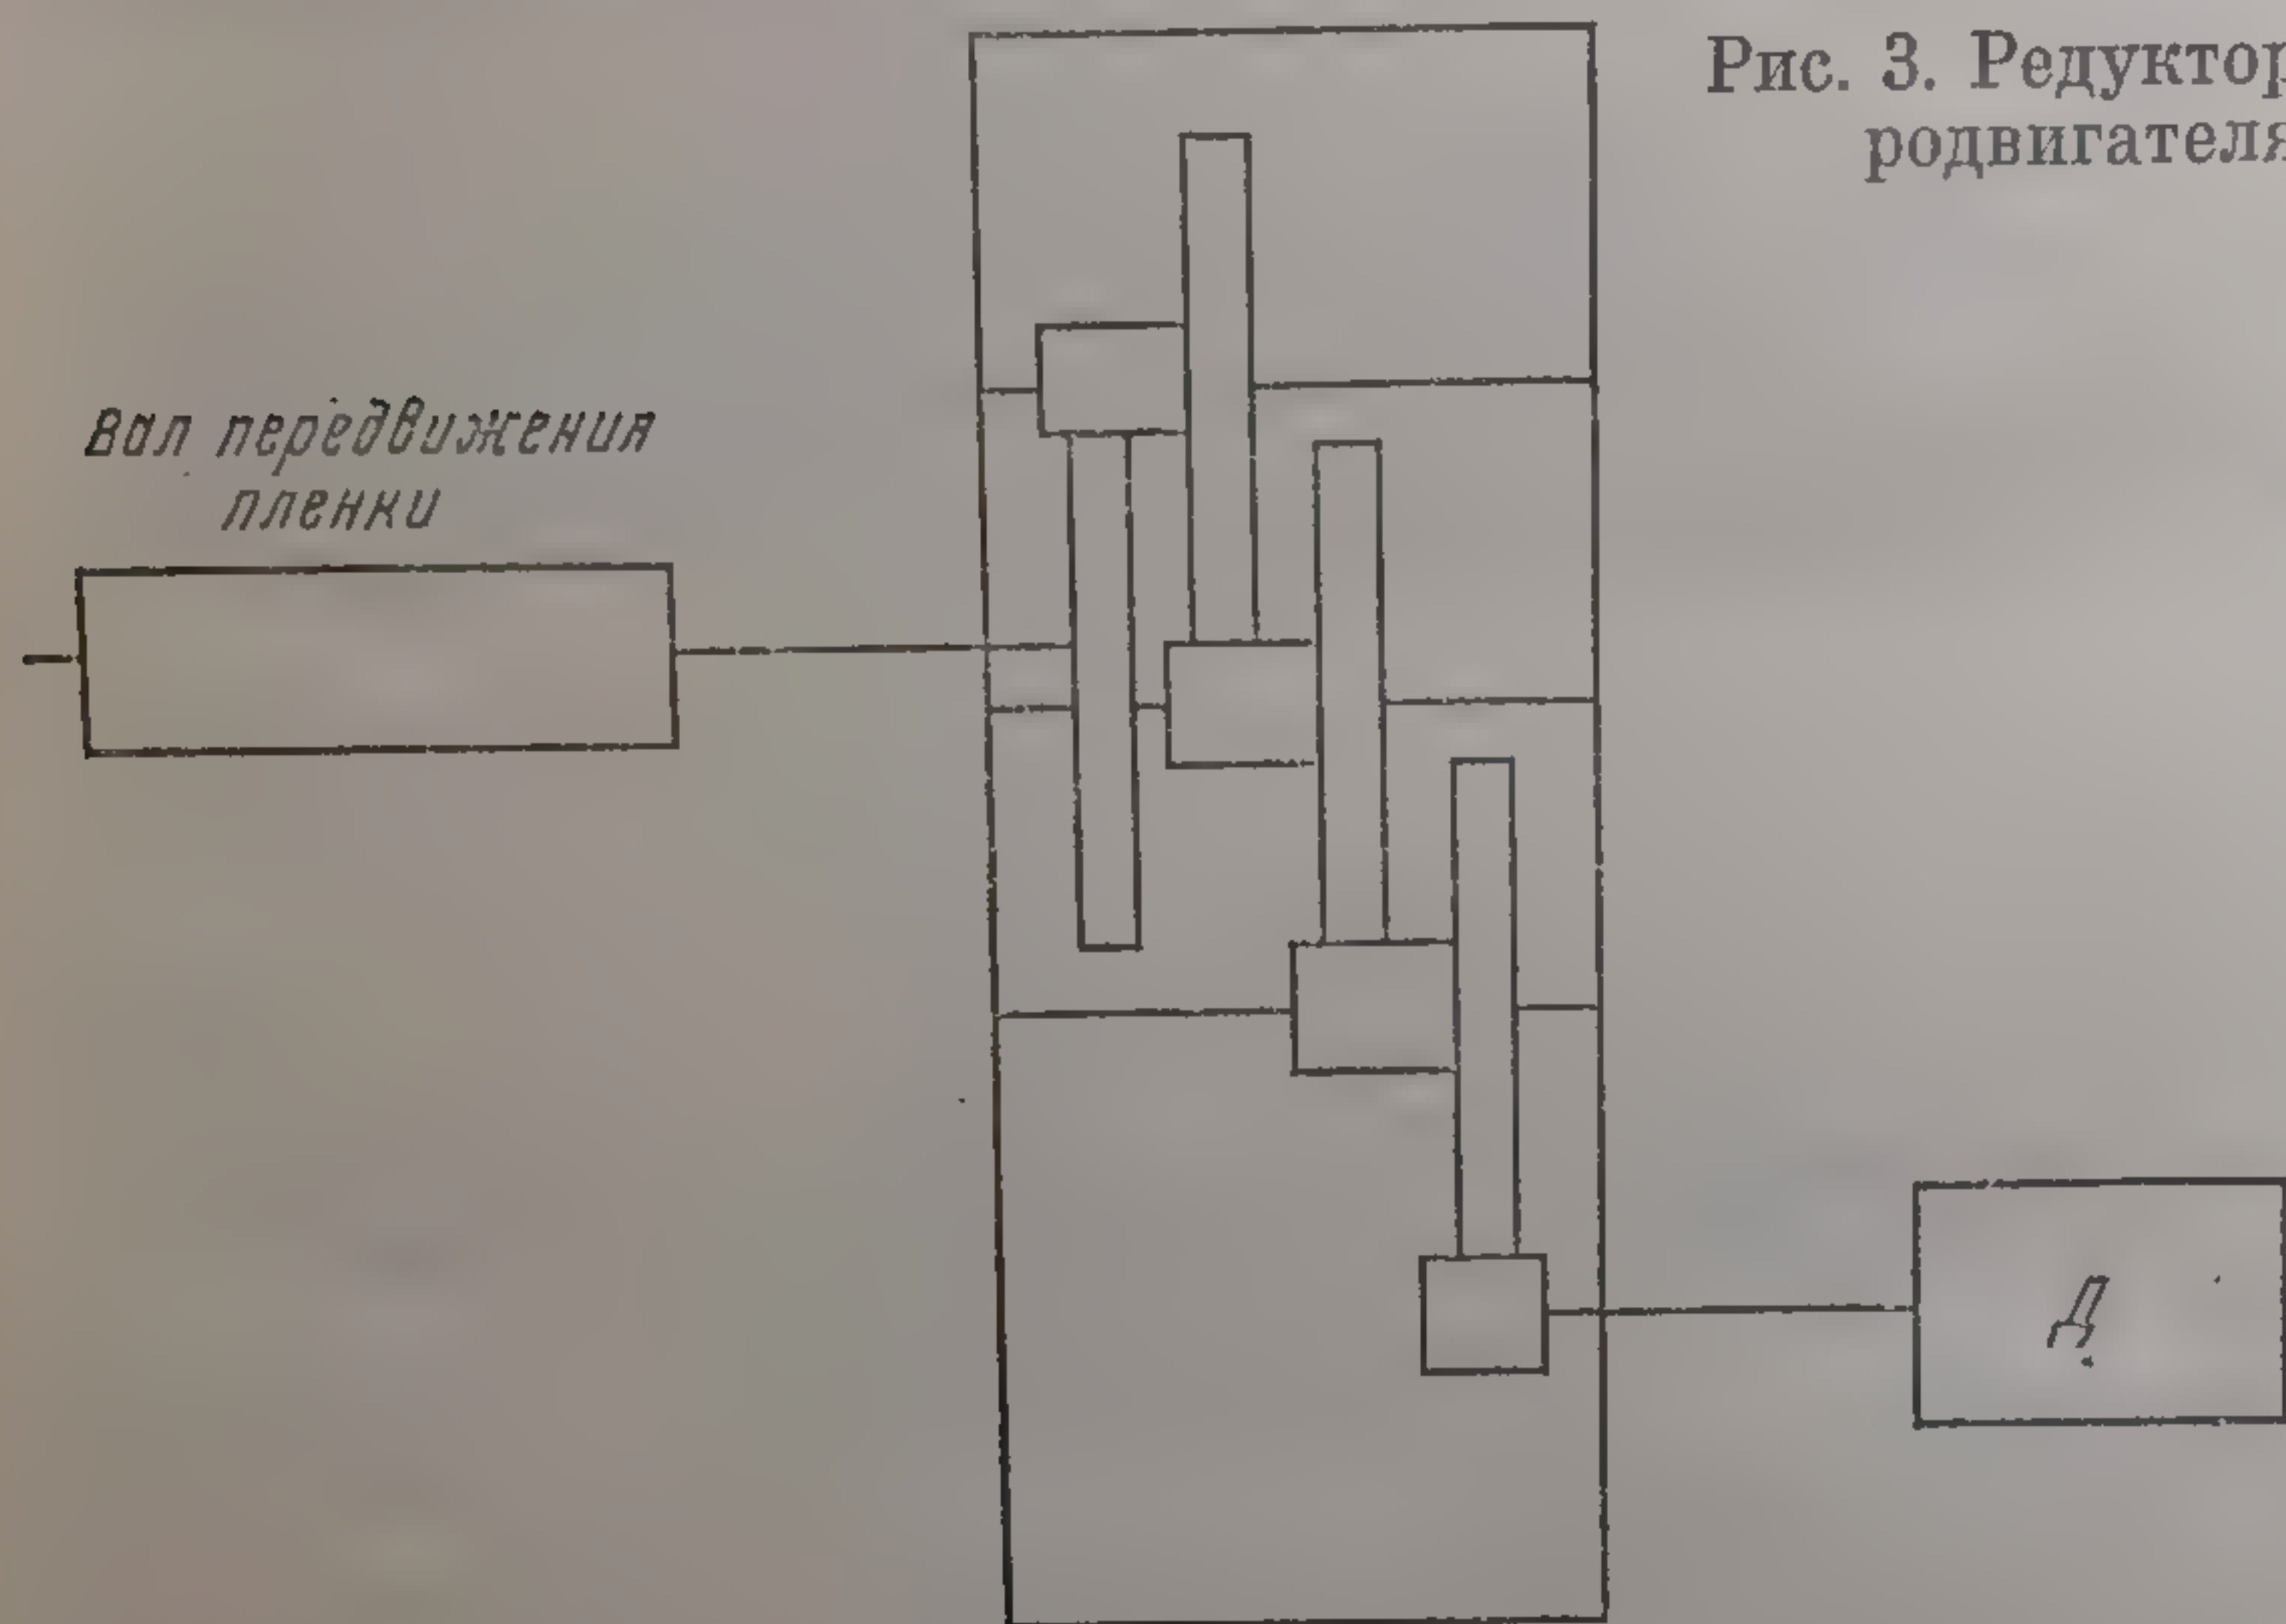 Рис. 3. Редуктор
родвигателя
вал передвижения
пленки
Д